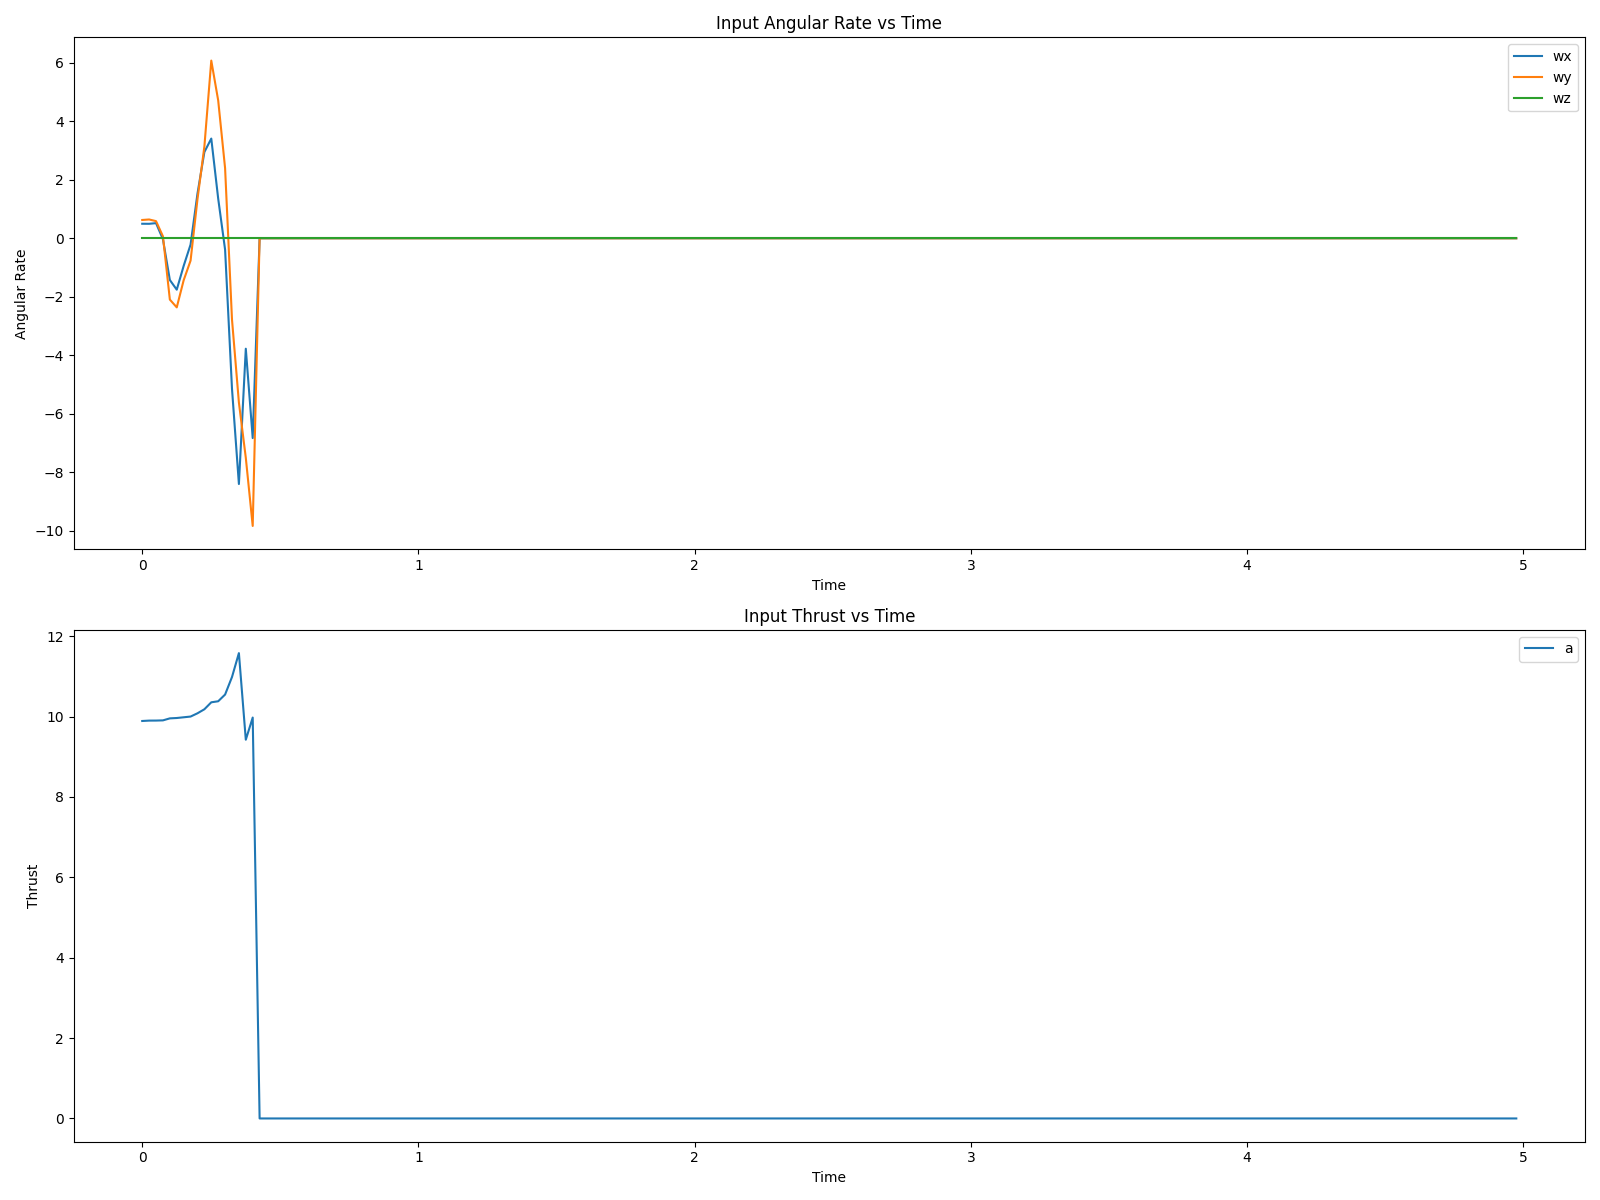 Input Angular Rate vs Time
wx
wy
wz
Angular Rate
6
4
2
0
−2
−4
−6
−8
−10
0 1 2 3 4 5
Time
Input Thrust vs Time
a
Thrust
12
10
8
6
4
2
0
0 1 2 3 4 5
Time